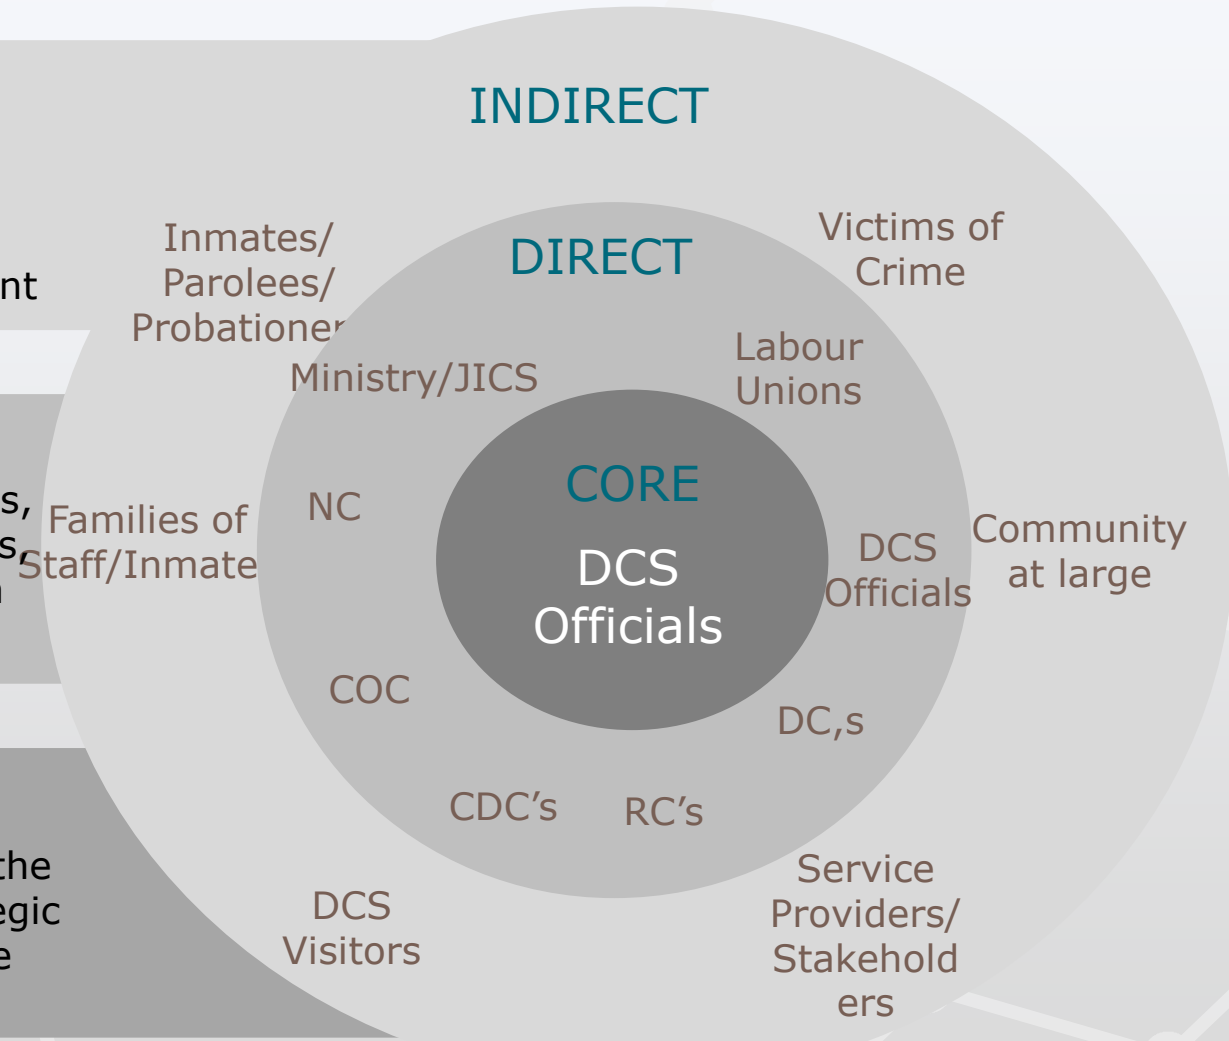 INDIRECT
Inmates/
Parolees/
Victims of
Crime
DIRECT
Labour
Unions
Ministry/JICS
CORE
DCS
Officials
NC
Families of
Staff/Inmate
DCS
Officials
Community
at large
COC
DC,s
CDC’s
RC’s
the
DCS
Visitors
Service
Providers/
Stakehold
ers